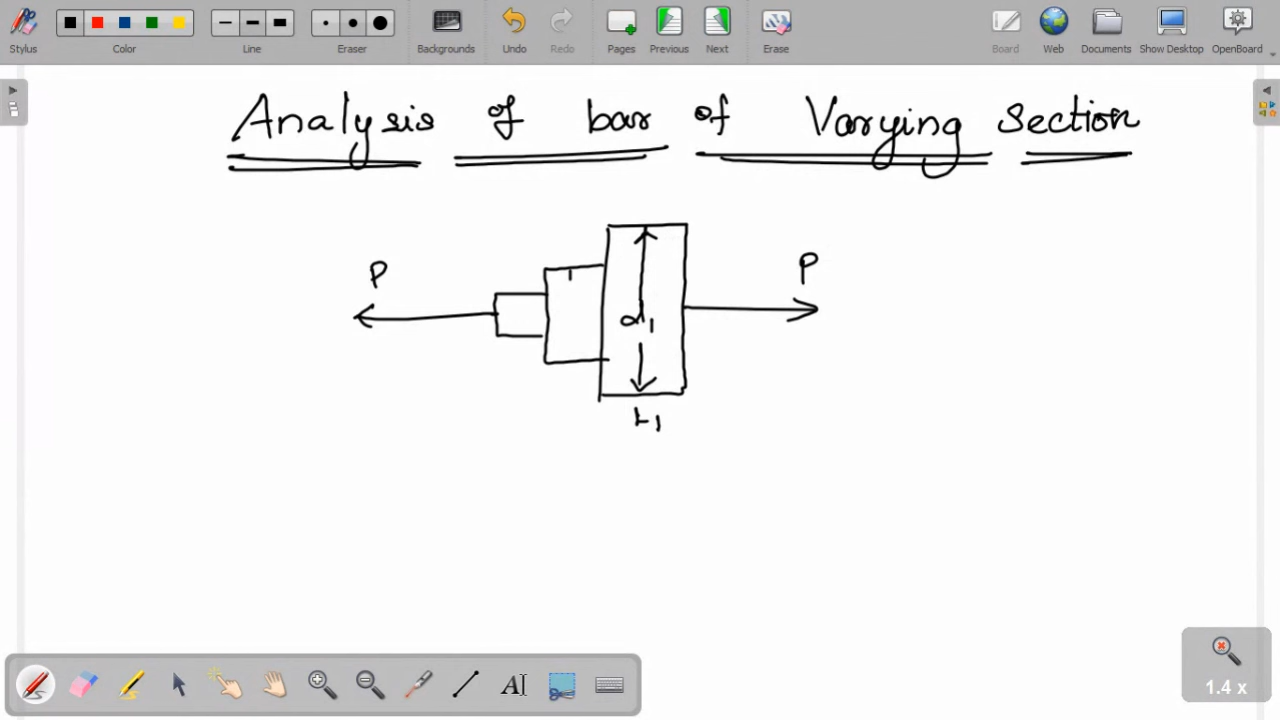 Stylus Color Line Eraser Backgrounds Undo Redo Pages Previous Next Erase Board Web Documents Show Desktop OpenBoard
Analysis of bar of Varying Section
P
P
d1
L1
AI
1.4 x